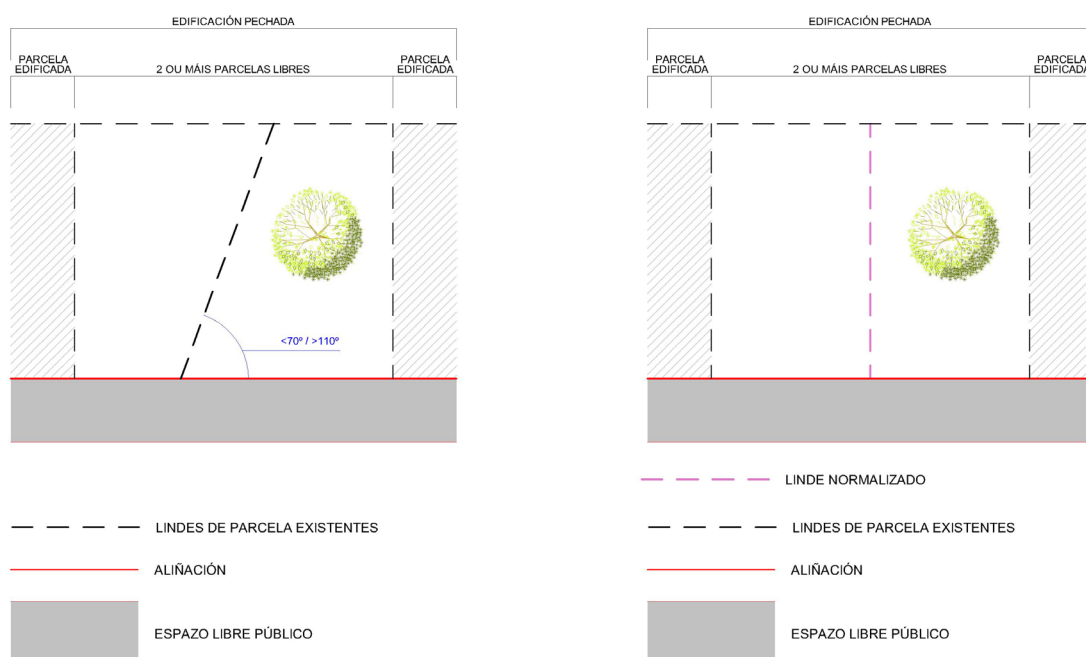 EDIFICACIÓN PECHADA
PARCELA
EDIFICADA
2 OU MÁIS PARCELAS LIBRES
PARCELA
EDIFICADA
<70º / >110º
LINDES DE PARCELA EXISTENTES
ALIÑACIÓN
ESPAZO LIBRE PÚBLICO
EDIFICACIÓN PECHADA
PARCELA
EDIFICADA
2 OU MÁIS PARCELAS LIBRES
PARCELA
EDIFICADA
LINDE NORMALIZADO
LINDES DE PARCELA EXISTENTES
ALIÑACIÓN
ESPAZO LIBRE PÚBLICO